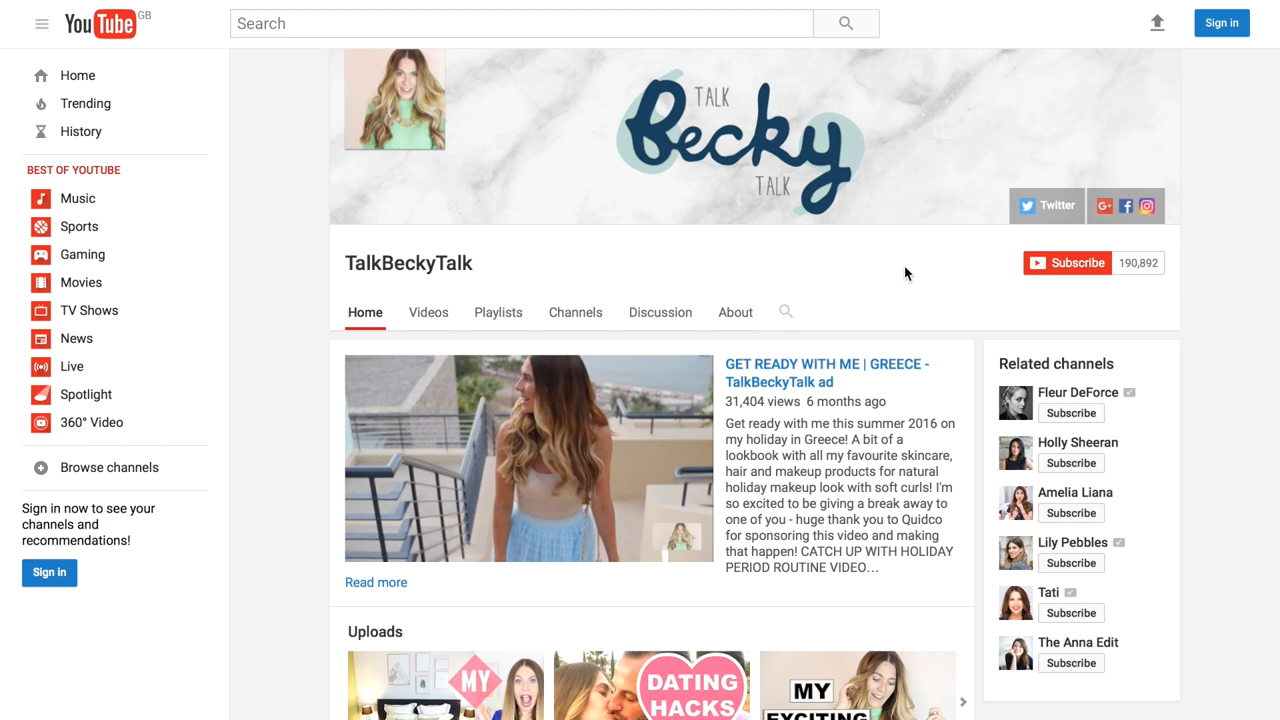 YouTube GB
Search
Sign in
Home
Trending
History
BEST OF YOUTUBE
Music
Sports
Gaming
Movies
TV Shows
News
Live
Spotlight
360° Video
Browse channels
Sign in now to see your
channels and
recommendations!
Sign in
TALK
Becky
TALK
Twitter
TalkBeckyTalk
Subscribe 190,892
Home Videos Playlists Channels Discussion About
GET READY WITH ME | GREECE -
TalkBeckyTalk ad
31,404 views 6 months ago
Get ready with me this summer 2016 on
my holiday in Greece! A bit of a
lookbook with all my favourite skincare,
hair and makeup products for natural
holiday makeup look with soft curls! I'm
so excited to be giving a break away to
one of you - huge thank you to Quidco
for sponsoring this video and making
that happen! CATCH UP WITH HOLIDAY
PERIOD ROUTINE VIDEO...
Read more
Uploads
MY
DATING
HACKS
MY
EXCITING
Related channels
Fleur DeForce
Subscribe
Holly Sheeran
Subscribe
Amelia Liana
Subscribe
Lily Pebbles
Subscribe
Tati
Subscribe
The Anna Edit
Subscribe